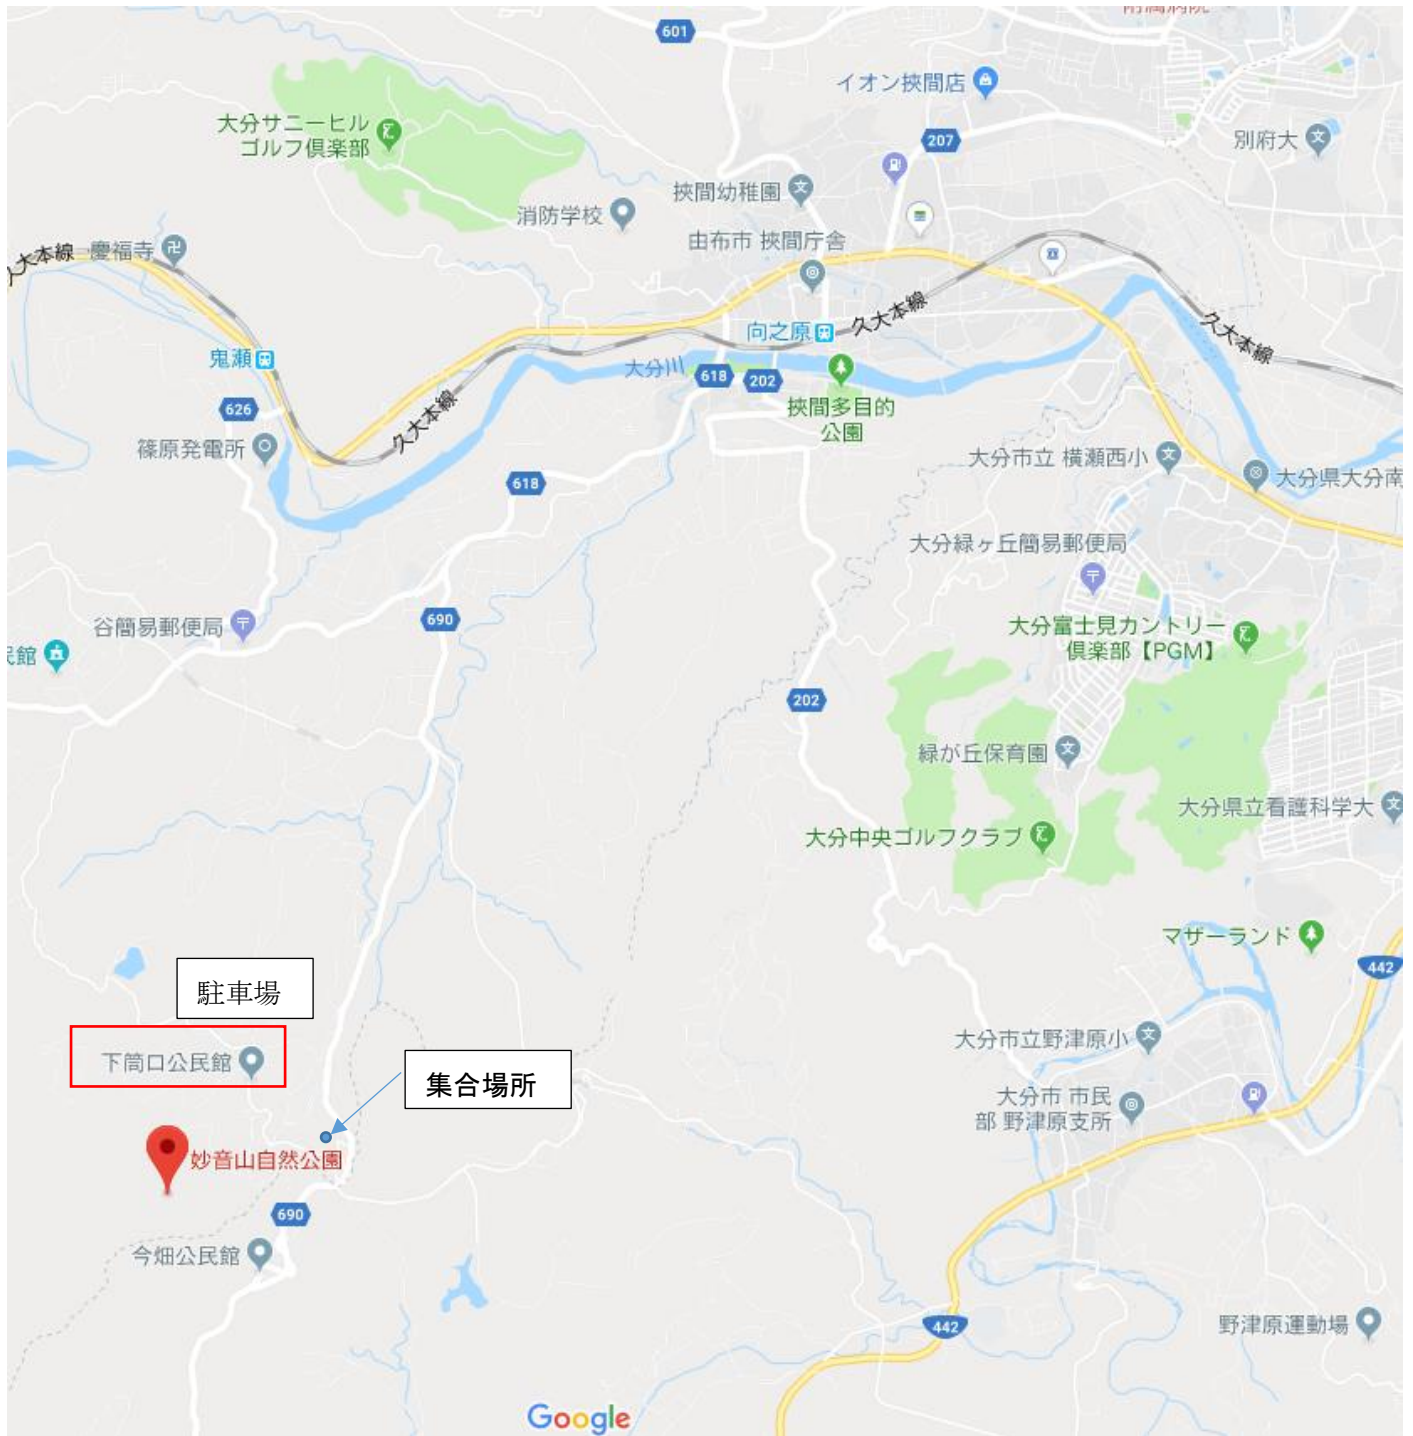 601
イオン挾間店
大分サニーヒル
ゴルフ倶楽部
207
別府大
挾間幼稚園
消防学校
由布市 挾間庁舎
久大本線
慶福寺
久大本線
向之原
久大本線
鬼瀬
大分川
618
202
626
久大本線
挾間多目的
公園
篠原発電所
大分市立 横瀬西小
大分県大分南
618
大分緑ヶ丘簡易郵便局
谷簡易郵便局
690
大分富士見カントリー
倶楽部【PGM】
民館
202
緑が丘保育園
大分県立看護科学大
大分中央ゴルフクラブ
マザーランド
442
駐車場
下筒口公民館
大分市立野津原小
集合場所
大分市 市民
部 野津原支所
妙音山自然公園
690
今畑公民館
442
野津原運動場
Google